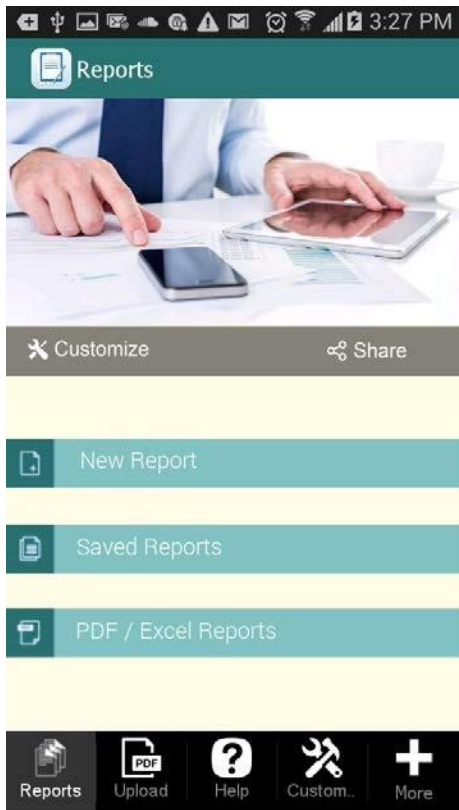 3:27 PM
Reports
Customize
Share
New Report
Saved Reports
PDF / Excel Reports
PDF
Reports
Upload
Help
Custom..
More